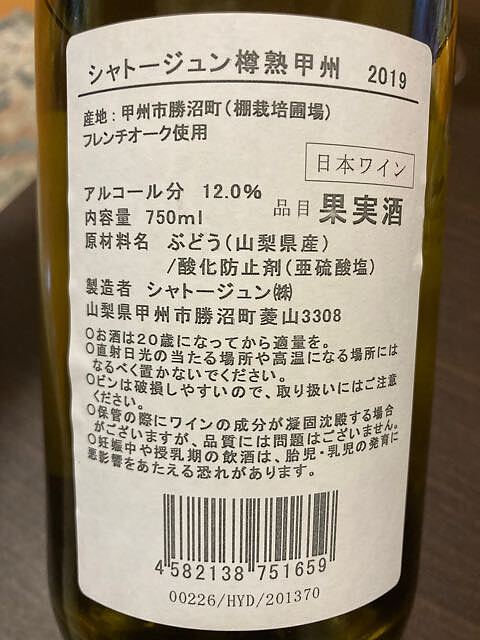 シャトージュン樽熟甲州 2019
産地：甲州市勝沼町(棚栽培圃場)
フレンチオーク使用
日本ワイン
アルコール分 12.0%
品目 果実酒
内容量 750ml
原材料名 ぶどう(山梨県産)
/酸化防止剤(亜硫酸塩)
製造者 シャトージュン㈱
山梨県甲州市勝沼町菱山3308
○お酒は20歳になってから適量を。
○直射日光の当たる場所や高温になる場所には
なるべく置かないでください。
○ビンは破損しやすいので、取り扱いにはご注意
ください。
○保管の際にワインの成分が凝固沈殿する場合
がございますが、品質には問題はございません。
○妊娠中や授乳期の飲酒は、胎児・乳児の発育に
悪影響をあたえる恐れがあります。
4 582138 751659
00226/HYD/201370